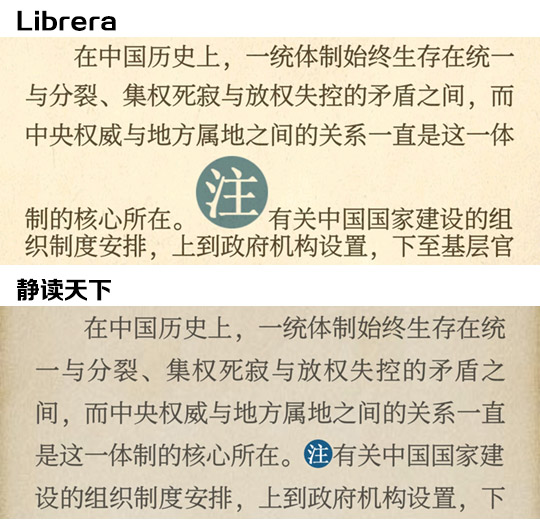 Librera
在中国历史上，一统体制始终生存在统一
与分裂、集权死寂与放权失控的矛盾之间，而
中央权威与地方属地之间的关系一直是这一体
制的核心所在。注有关中国国家建设的组
织制度安排，上到政府机构设置，下至基层官
静读天下
在中国历史上，一统体制始终生存在统
一与分裂、集权死寂与放权失控的矛盾之
间，而中央权威与地方属地之间的关系一直
是这一体制的核心所在。注有关中国国家建
设的组织制度安排，上到政府机构设置，下